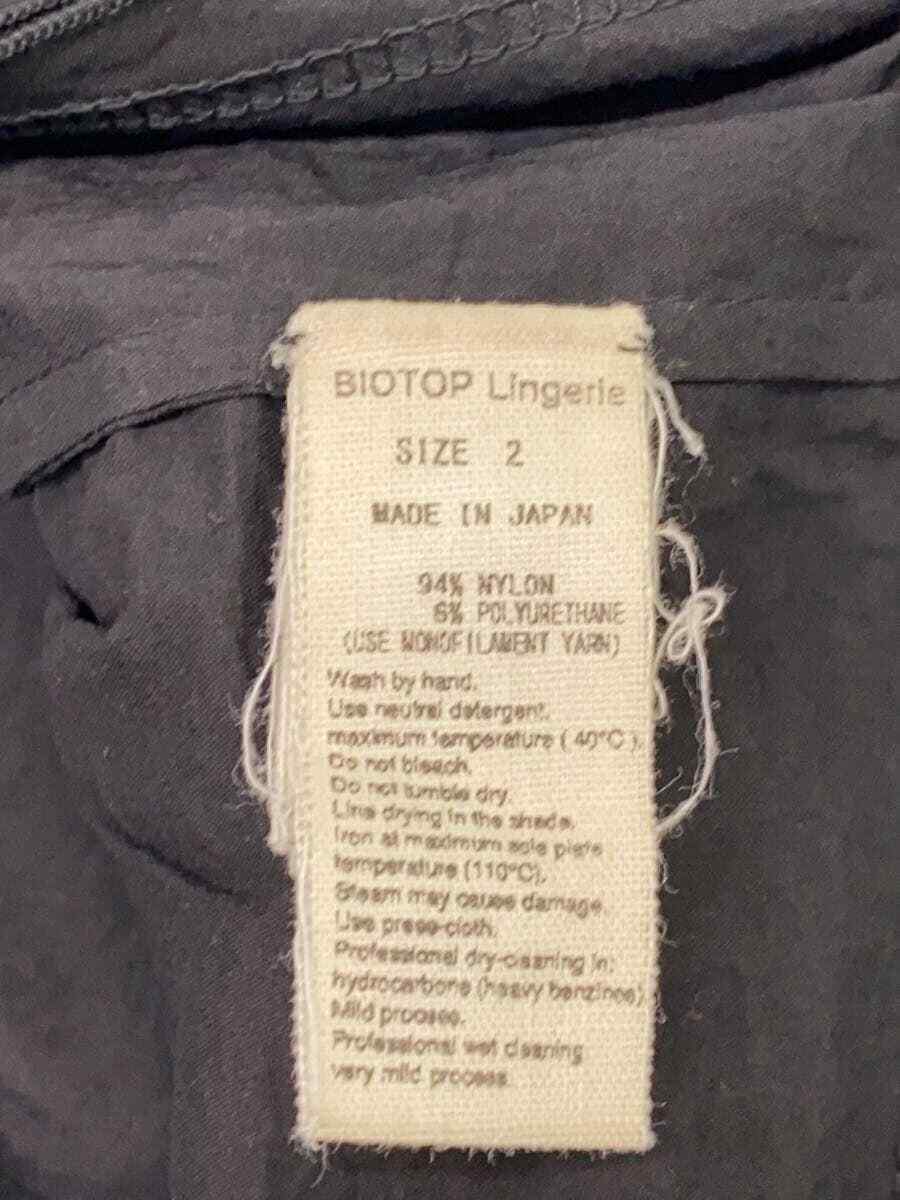 BIOTOP Lingerie
SIZE 2
MADE IN JAPAN
94% NYLON
6% POLYURETHANE
(USE MONOFILAMENT YARN)
Wash by hand.
Use neutral detergent.
maximum temperature ( 40°C ).
Do not bleach.
Do not tumble dry.
Line drying in the shade.
Iron at maximum sole plate
temperature (110°C).
Steam may cause damage.
Use press-cloth.
Professional dry-cleaning in:
hydrocarbons (heavy benzines)
Mild process.
Professional wet cleaning
very mild process